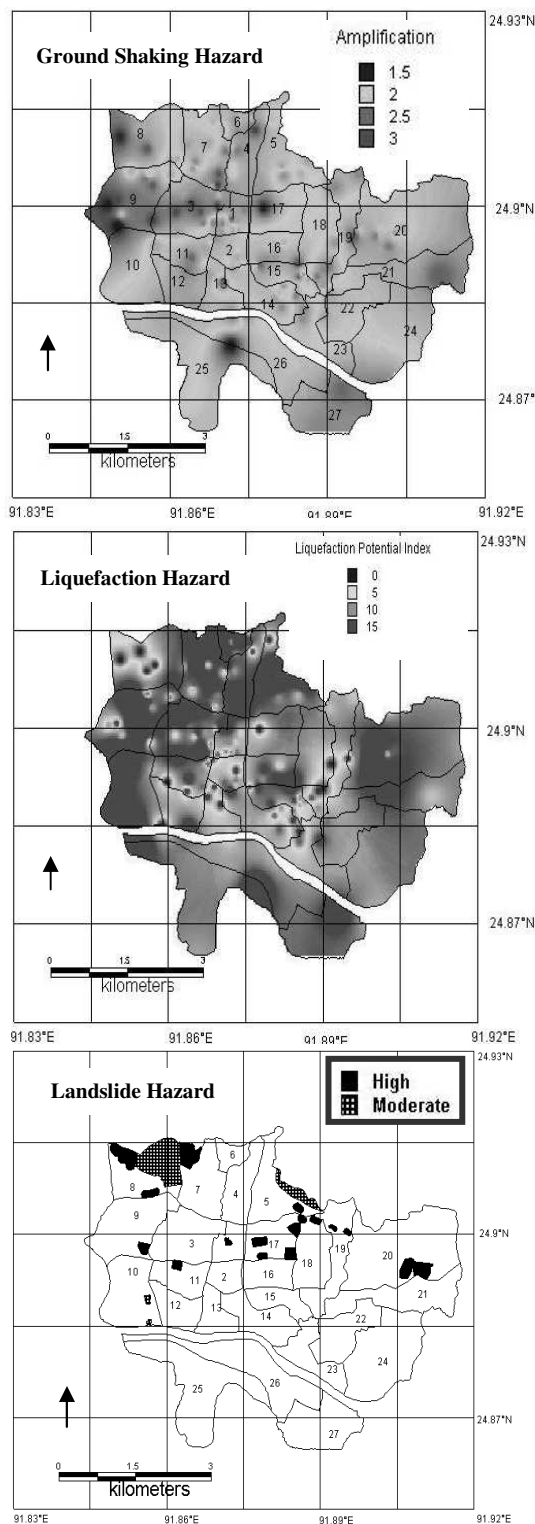 24.93°N
Ground Shaking Hazard
Amplification
1.5
2
2.5
3
6
8
7
4
5
9
3
1
17
18
19
20
24.9°N
10
11
2
16
15
21
12
13
14
22
24
23
25
26
27
24.87°N
0 1.5 3
kilometers
91.83°E 91.86°E 91.89°E 91.92°E
24.93°N
Liquefaction Potential Index
Liquefaction Hazard
0
5
10
15
24.9°N
24.87°N
0 1.5 3
kilometers
91.83°E 91.86°E 91.89°E 91.92°E
24.93°N
Landslide Hazard
High
Moderate
6
8
7
4
5
9
3
17
18
19
20
24.9°N
10
11
2
16
21
12
13
15
14
22
24
23
25
26
27
24.87°N
0 1.5 3
kilometers
91.83°E 91.86°E 91.89°E 91.92°E